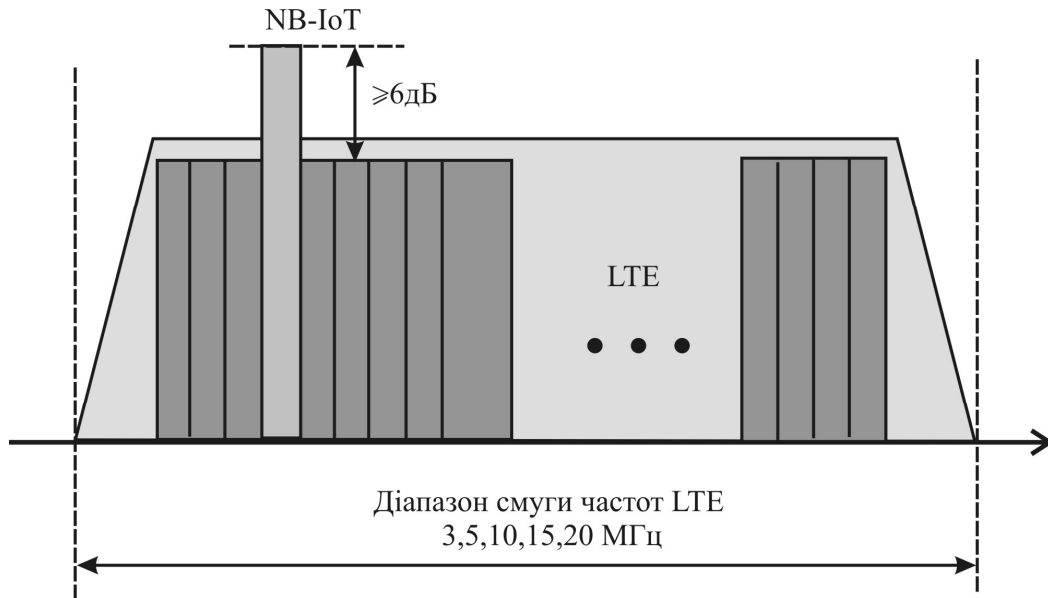 NB-IoT
⩾6дБ
LTE
Діапазон смуги частот LTE
3,5,10,15,20 МГц